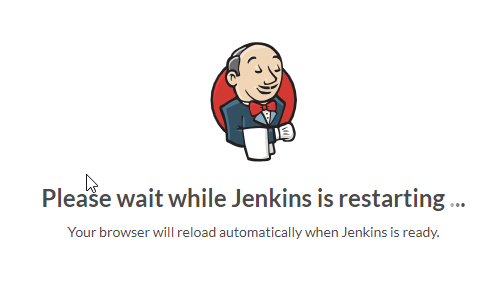 Please wait while Jenkins is restarting ...
Your browser will reload automatically when Jenkins is ready.